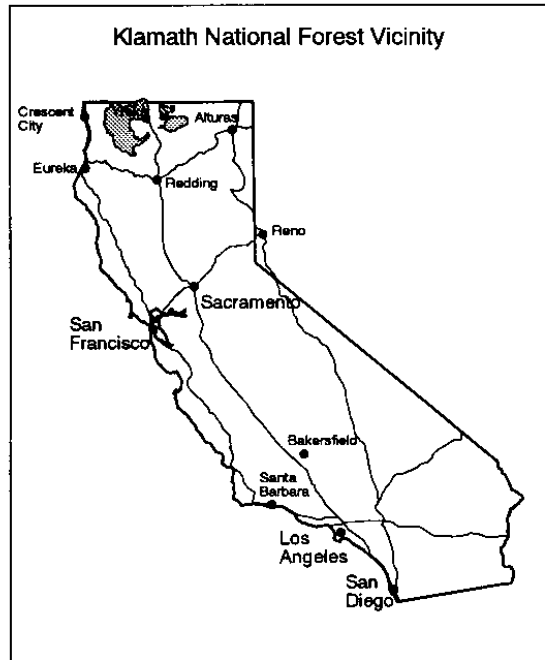 Klamath National Forest Vicinity
Crescent
City
Alturas
Eureka
Redding
Reno
Sacramento
San
Francisco
Bakersfield
Santa
Barbara
Los
Angeles
San
Diego